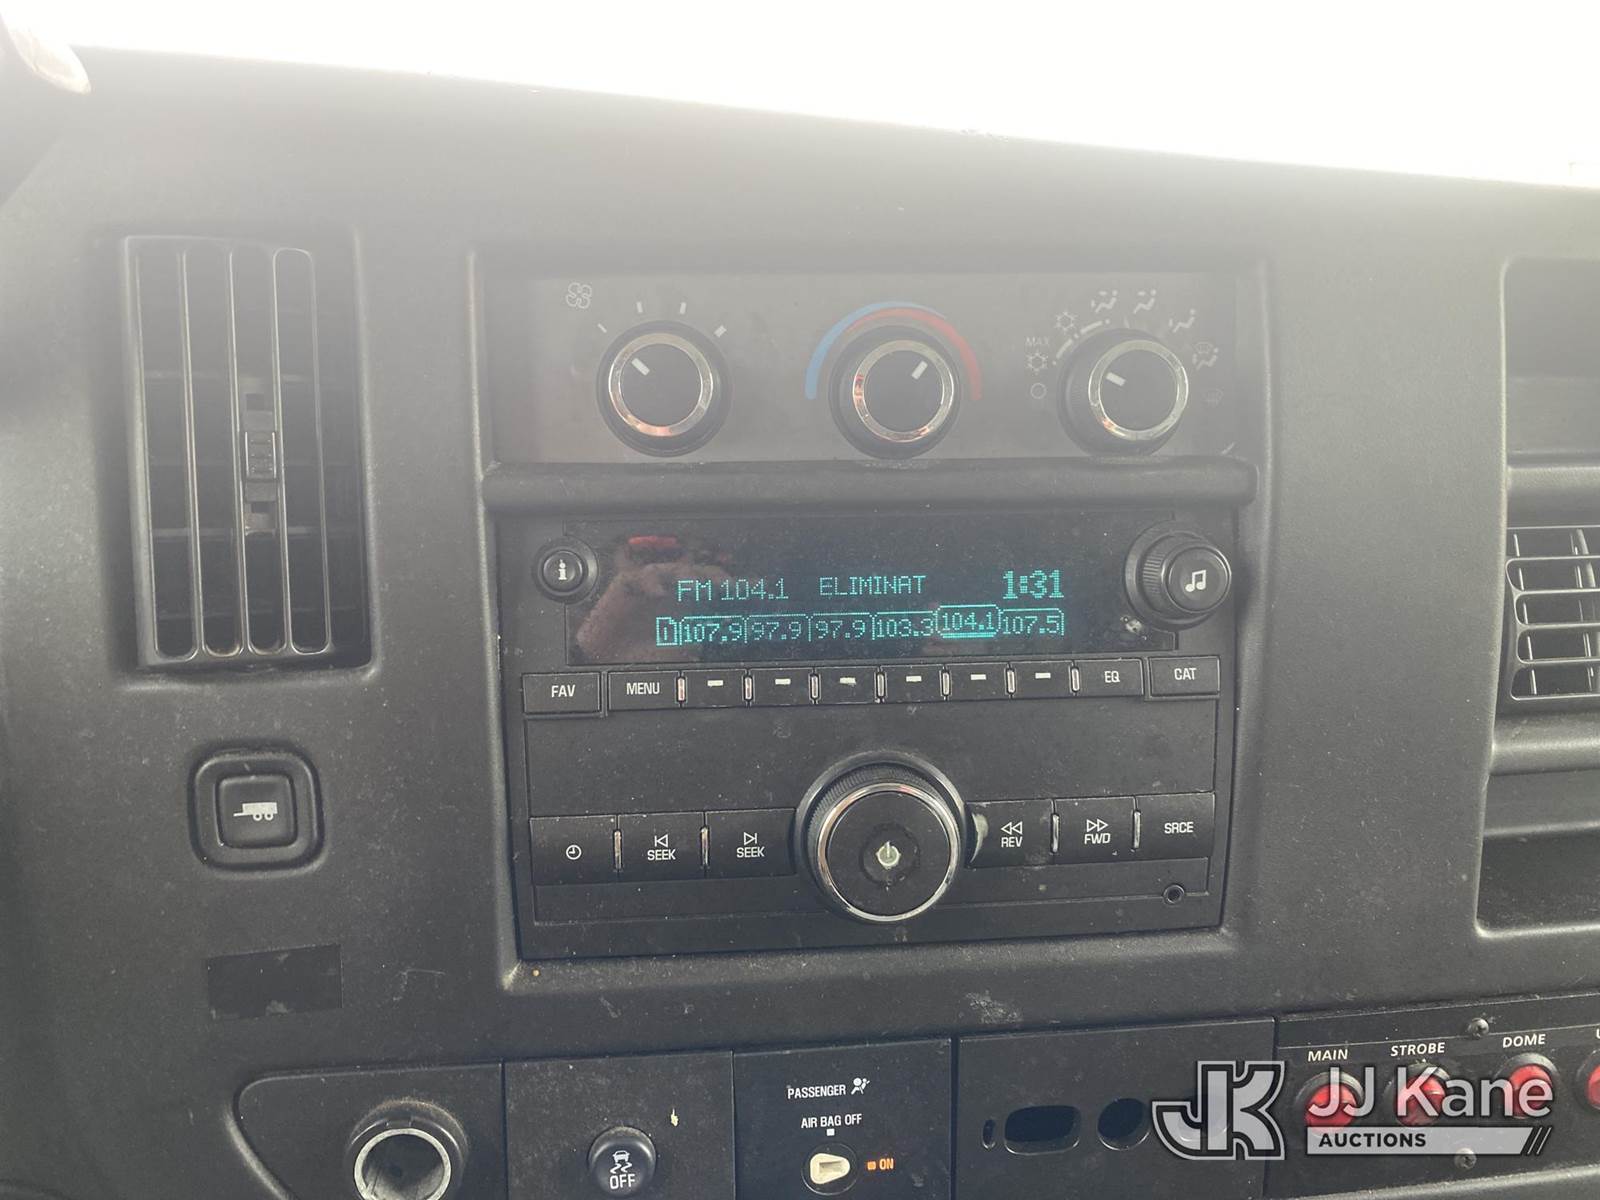 MAX
i
FM 104.1 ELIMINAT 1:31
107.9 97.9 97.9 103.3 104.1 107.5
FAV MENU EQ CAT
SEEK SEEK REV FWD SRCE
PASSENGER
AIR BAG OFF
ON
OFF
MAIN STROBE DOME
JK JJ Kane
AUCTIONS